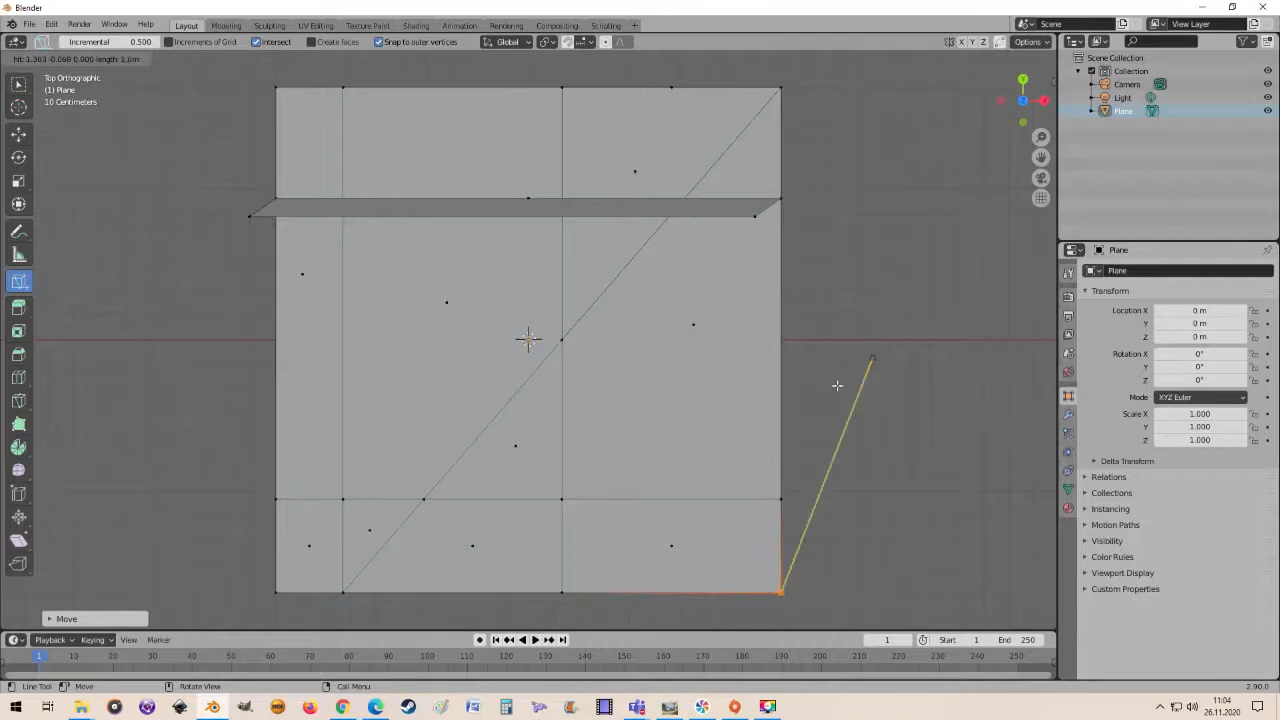 Blender
File Edit Render Window Help Layout Modeling Sculpting UV Editing Texture Paint Shading Animation Rendering Compositing Scripting + Scene View Layer
Incremental 0.500 Increments of Grid Intersect Create faces Snap to outer vertices Global X Y Z Options
Top Orthographic
(1) Plane
10 Centimeters
Y
Z X
Move
Scene Collection
Collection
Camera
Light
Plane
Plane
Plane
Transform
Location X 0 m
Y 0 m
Z 0 m
Rotation X 0°
Y 0°
Z 0°
Mode XYZ Euler
Scale X 1.000
Y 1.000
Z 1.000
Delta Transform
Relations
Collections
Instancing
Motion Paths
Visibility
Color Rules
Viewport Display
Custom Properties
Playback Keying View Marker 1 Start 1 End 250
1 10 20 30 40 50 60 70 80 90 100 110 120 130 140 150 160 170 180 190 200 210 220 230 240 250
Line Tool Move Rotate View Call Menu 2.90.0
11:04
26.11.2020